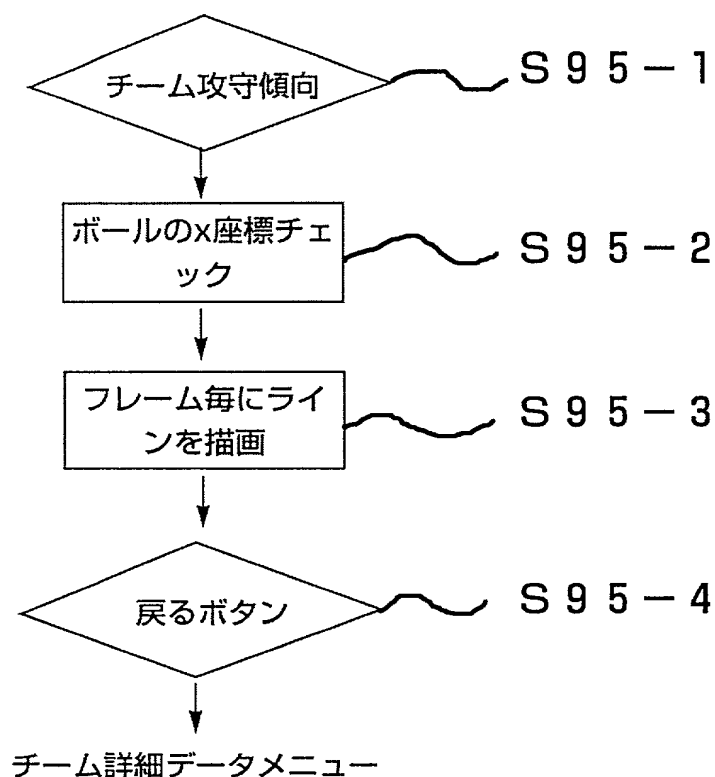 チーム攻守傾向
S95-1
ボールのx座標チェ
ック
S95-2
フレーム毎にライ
ンを描画
S95-3
戻るボタン
S95-4
チーム詳細データメニュー